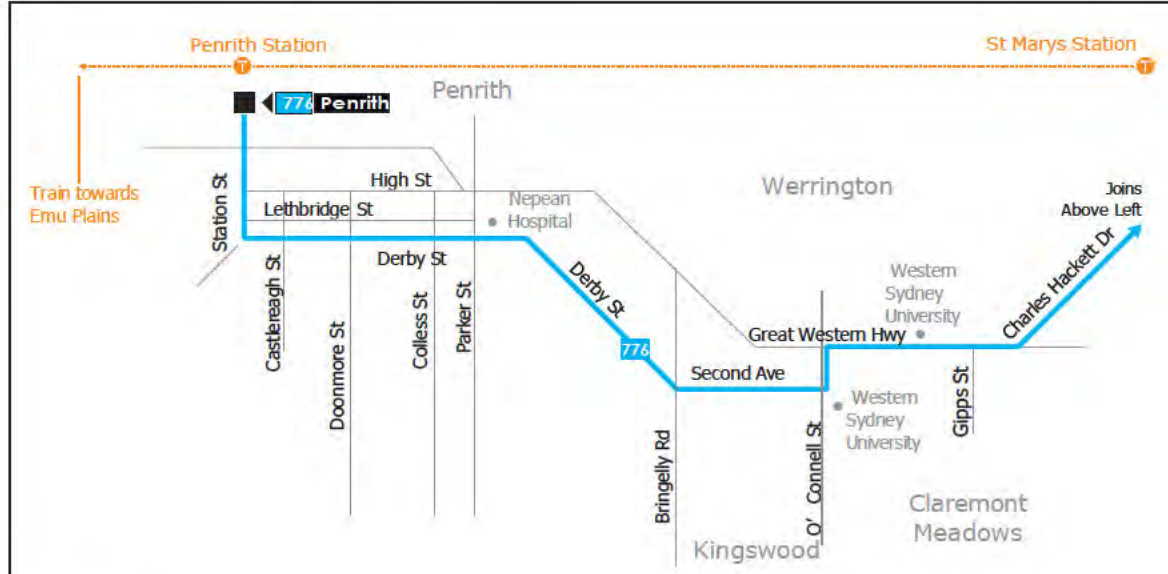 Penrith Station
St Marys Station
T
T
776 Penrith
Penrith
Train towards
Emu Plains
Station St
High St
Lethbridge St
Nepean
Hospital
Werrington
Joins
Above Left
Derby St
Castlereagh St
Doonmore St
Colless St
Parker St
Derby St
776
Western
Sydney
University
Charles Hackett Dr
Great Western Hwy
Second Ave
Bringelly Rd
O' Connell St
Western
Sydney
University
Gipps St
Claremont
Meadows
Kingswood